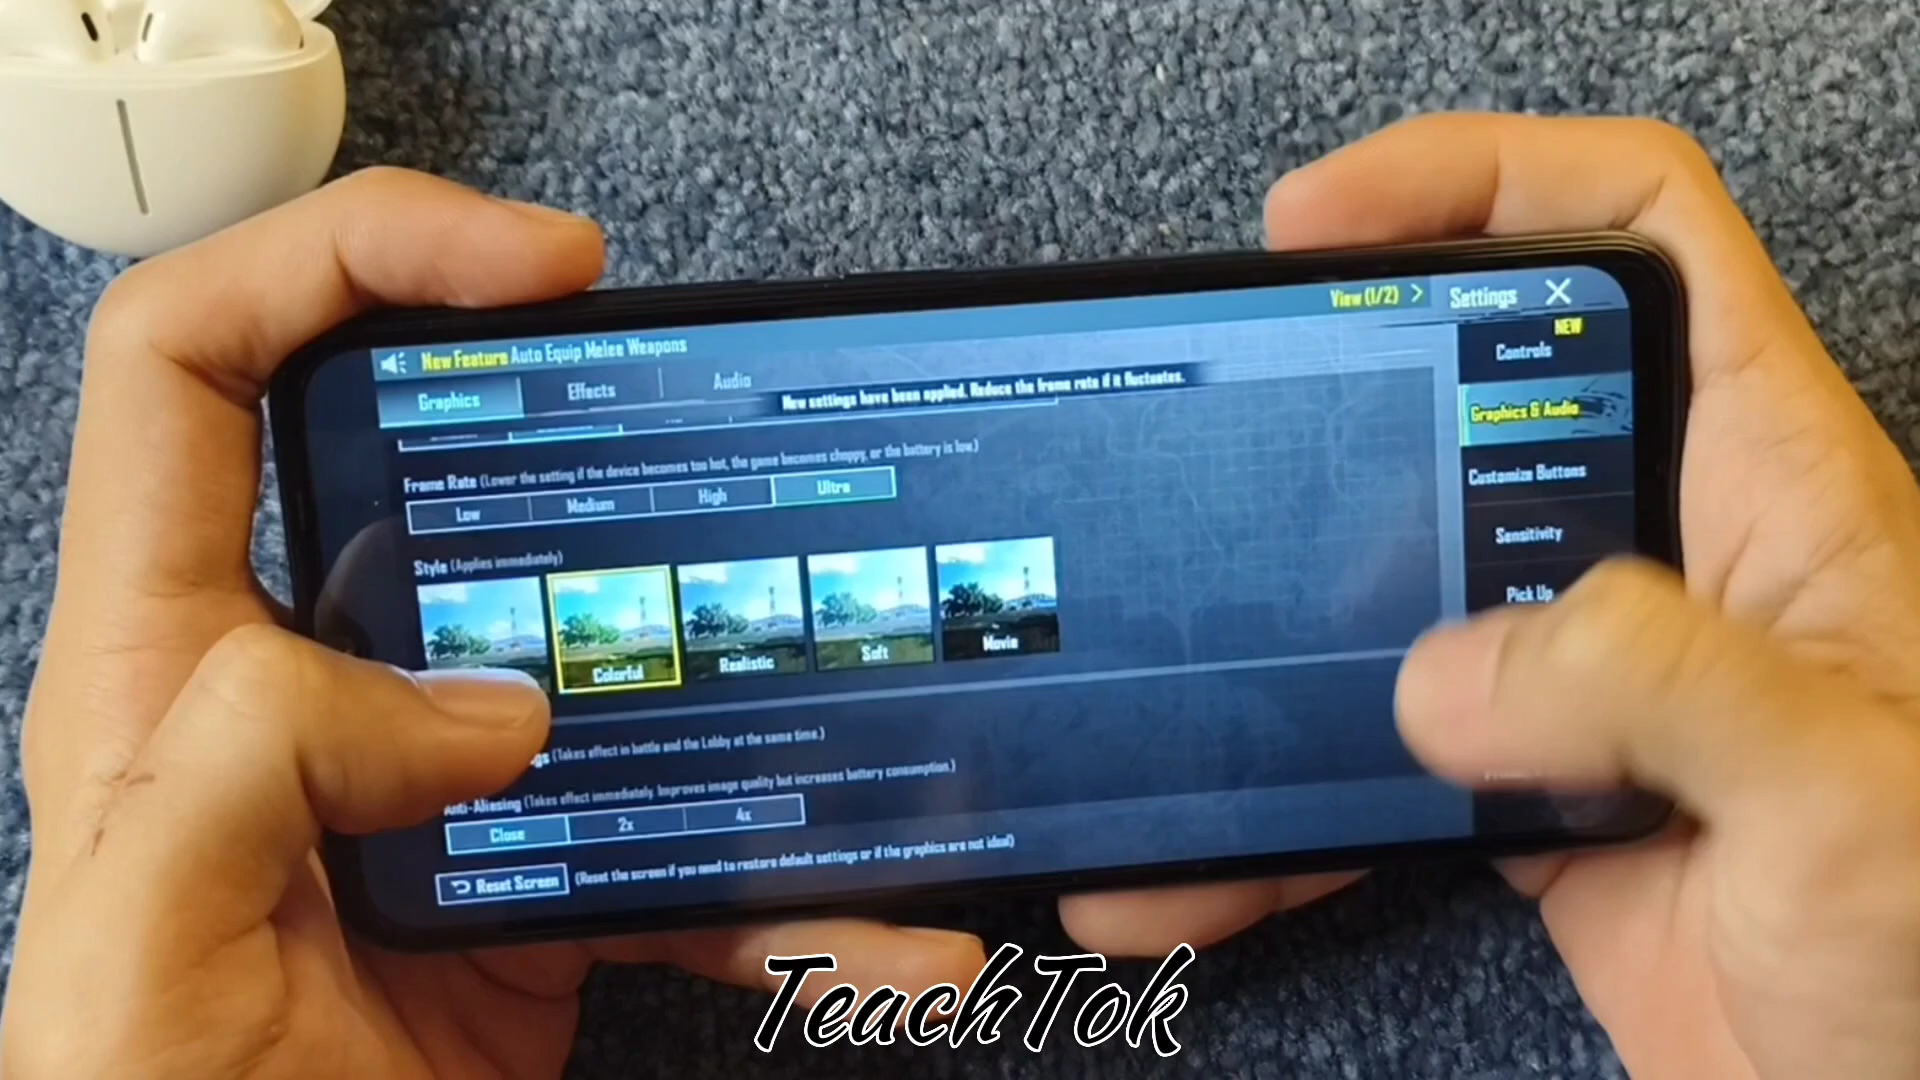 View (1/2) >
Settings X
New Feature Auto Equip Melee Weapons
NEW
Controls
Graphics
Effects
Audio
New settings have been applied. Reduce the frame rate if it fluctuates.
Graphics & Audio
Frame Rate (Lower the setting if the device becomes too hot, the game becomes choppy, or the battery is low)
Low
Medium
High
Ultra
Customize Buttons
Sensitivity
Style (Applies immediately)
Colorful
Realistic
Soft
Movie
Pick Up
(Takes effect in battle and the Lobby at the same time.)
Anti-Aliasing (Takes effect immediately. Improves image quality but increases battery consumption.)
Close
2x
4x
Reset Screen
(Reset the screen if you need to restore default settings or if the graphics are not ideal)
TeachTok